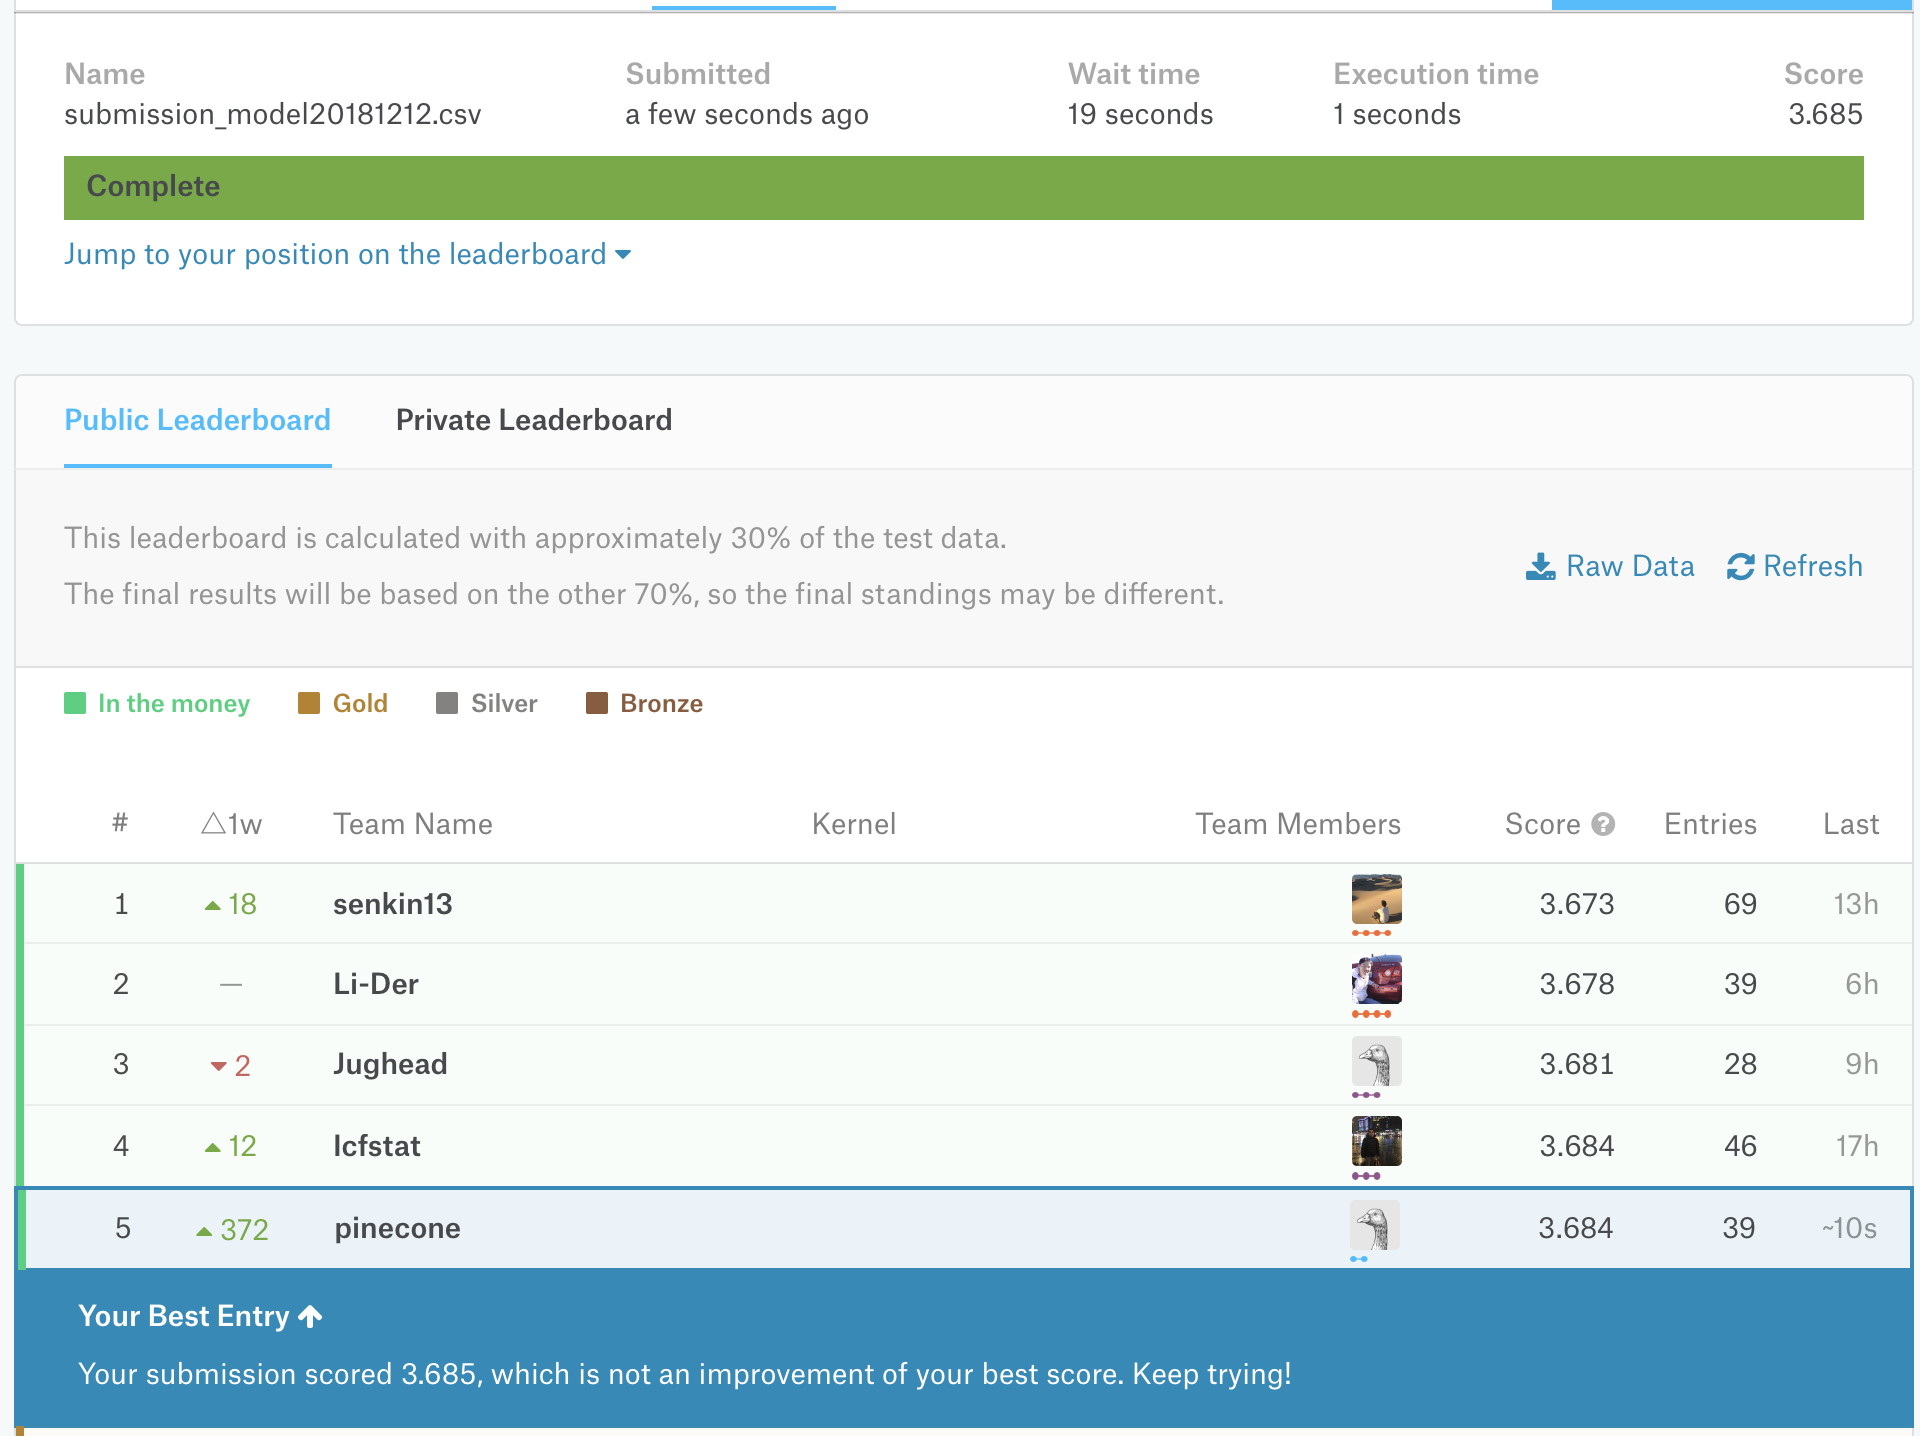 Name Submitted Wait time Execution time Score
submission_model20181212.csv a few seconds ago 19 seconds 1 seconds 3.685
Complete
Jump to your position on the leaderboard
Public Leaderboard Private Leaderboard
This leaderboard is calculated with approximately 30% of the test data.
The final results will be based on the other 70%, so the final standings may be different.
Raw Data Refresh
In the money Gold Silver Bronze
# △1w Team Name Kernel Team Members Score ? Entries Last
1 ▲18 senkin13 3.673 69 13h
2 — Li-Der 3.678 39 6h
3 ▼2 Jughead 3.681 28 9h
4 ▲12 lcfstat 3.684 46 17h
5 ▲372 pinecone 3.684 39 ~10s
Your Best Entry ↑
Your submission scored 3.685, which is not an improvement of your best score. Keep trying!